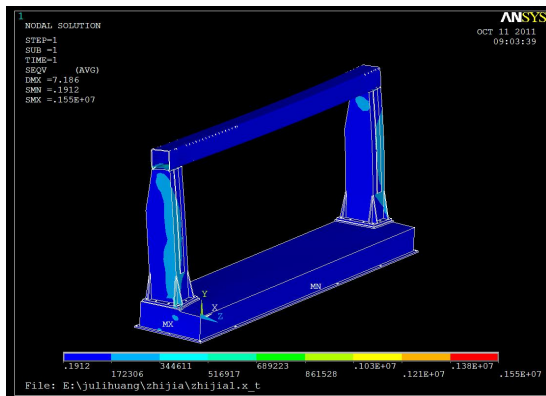 1
NODAL SOLUTION
STEP=1
SUB =1
TIME=1
SEQV (AVG)
DMX =7.186
SMN =.1912
SMX =.155E+07
ANSYS
OCT 11 2011
09:03:39
Y
X
Z
MX
MN
.1912 344611 689223 .103E+07 .138E+07
172306 516917 861528 .121E+07 .155E+07
File: E:\julihuang\zhijia\zhijia1.x_t